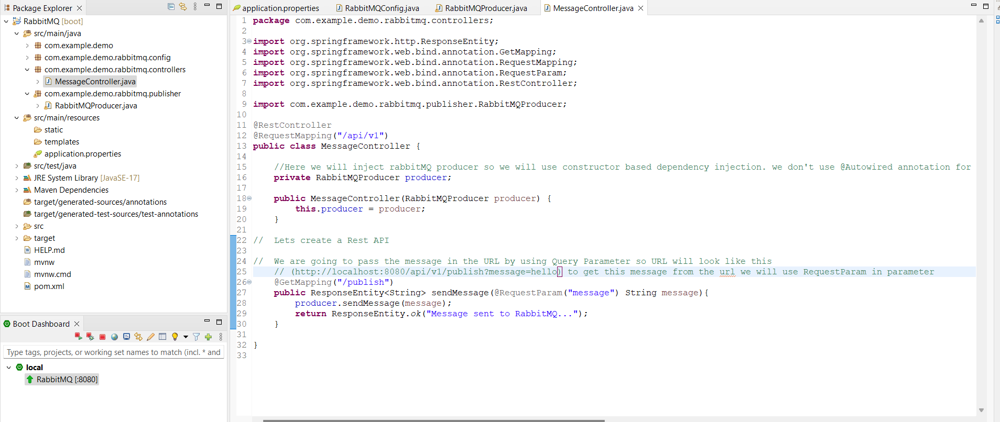 Package Explorer
RabbitMQ [boot]
src/main/java
com.example.demo
com.example.demo.rabbitmq.config
com.example.demo.rabbitmq.controllers
MessageController.java
com.example.demo.rabbitmq.publisher
RabbitMQProducer.java
src/main/resources
static
templates
application.properties
src/test/java
JRE System Library [JavaSE-17]
Maven Dependencies
target/generated-sources/annotations
target/generated-test-sources/test-annotations
src
target
HELP.md
mvnw
mvnw.cmd
pom.xml
Boot Dashboard
Type tags, projects, or working set names to match (incl. * and
local
RabbitMQ [:8080]
application.properties RabbitMQConfig.java RabbitMQProducer.java MessageController.java
1 package com.example.demo.rabbitmq.controllers;
2
3 import org.springframework.http.ResponseEntity;
4 import org.springframework.web.bind.annotation.GetMapping;
5 import org.springframework.web.bind.annotation.RequestMapping;
6 import org.springframework.web.bind.annotation.RequestParam;
7 import org.springframework.web.bind.annotation.RestController;
8
9 import com.example.demo.rabbitmq.publisher.RabbitMQProducer;
10
11 @RestController
12 @RequestMapping("/api/v1")
13 public class MessageController {
14
15 //Here we will inject rabbitMQ producer so we will use constructor based dependency injection. we don't use @Autowired annotation for
16 private RabbitMQProducer producer;
17
18 public MessageController(RabbitMQProducer producer) {
19 this.producer = producer;
20 }
21
22 // Lets create a Rest API
23
24 // We are going to pass the message in the URL by using Query Parameter so URL will look like this
25 // (http://localhost:8080/api/v1/publish?message=hello) to get this message from the url we will use RequestParam in parameter
26 @GetMapping("/publish")
27 public ResponseEntity<String> sendMessage(@RequestParam("message") String message){
28 producer.sendMessage(message);
29 return ResponseEntity.ok("Message sent to RabbitMQ...");
30 }
31
32 }
33